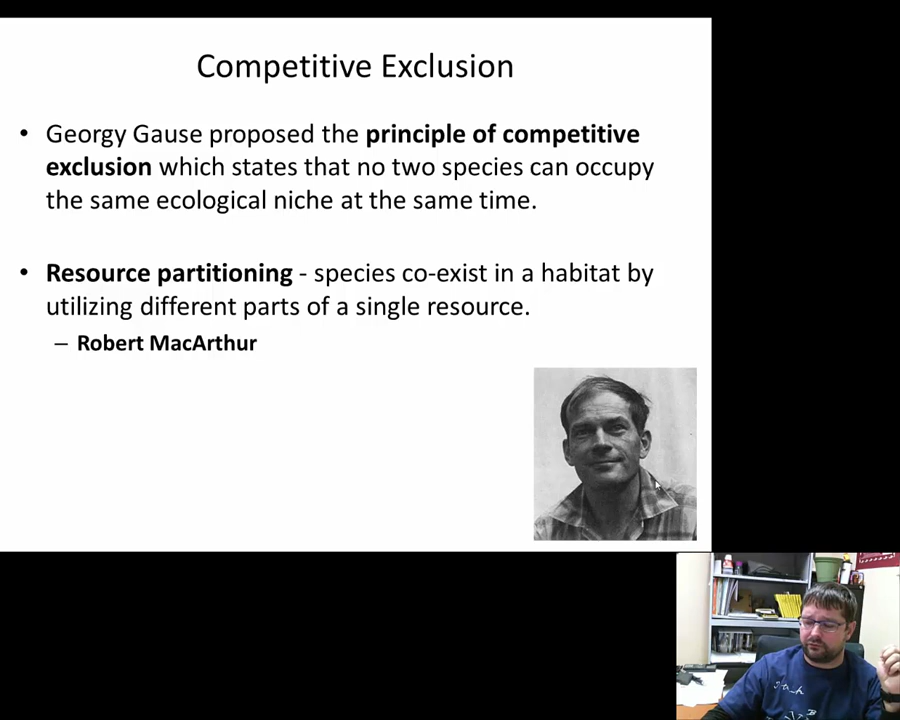 Competitive Exclusion
• Georgy Gause proposed the principle of competitive
exclusion which states that no two species can occupy
the same ecological niche at the same time.
• Resource partitioning - species co-exist in a habitat by
utilizing different parts of a single resource.
– Robert MacArthur